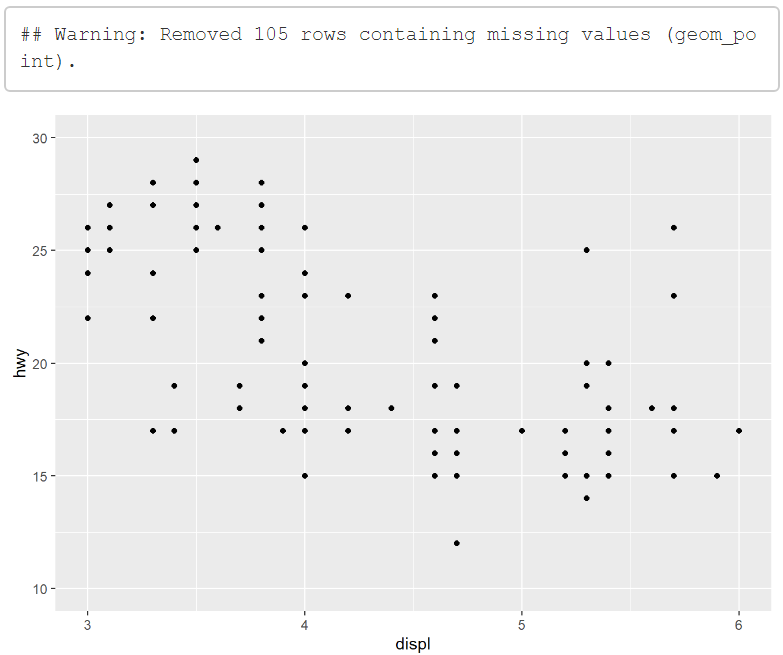 ## Warning: Removed 105 rows containing missing values (geom_po
int).
30
25
20
15
10
hwy
3 4 5 6
displ